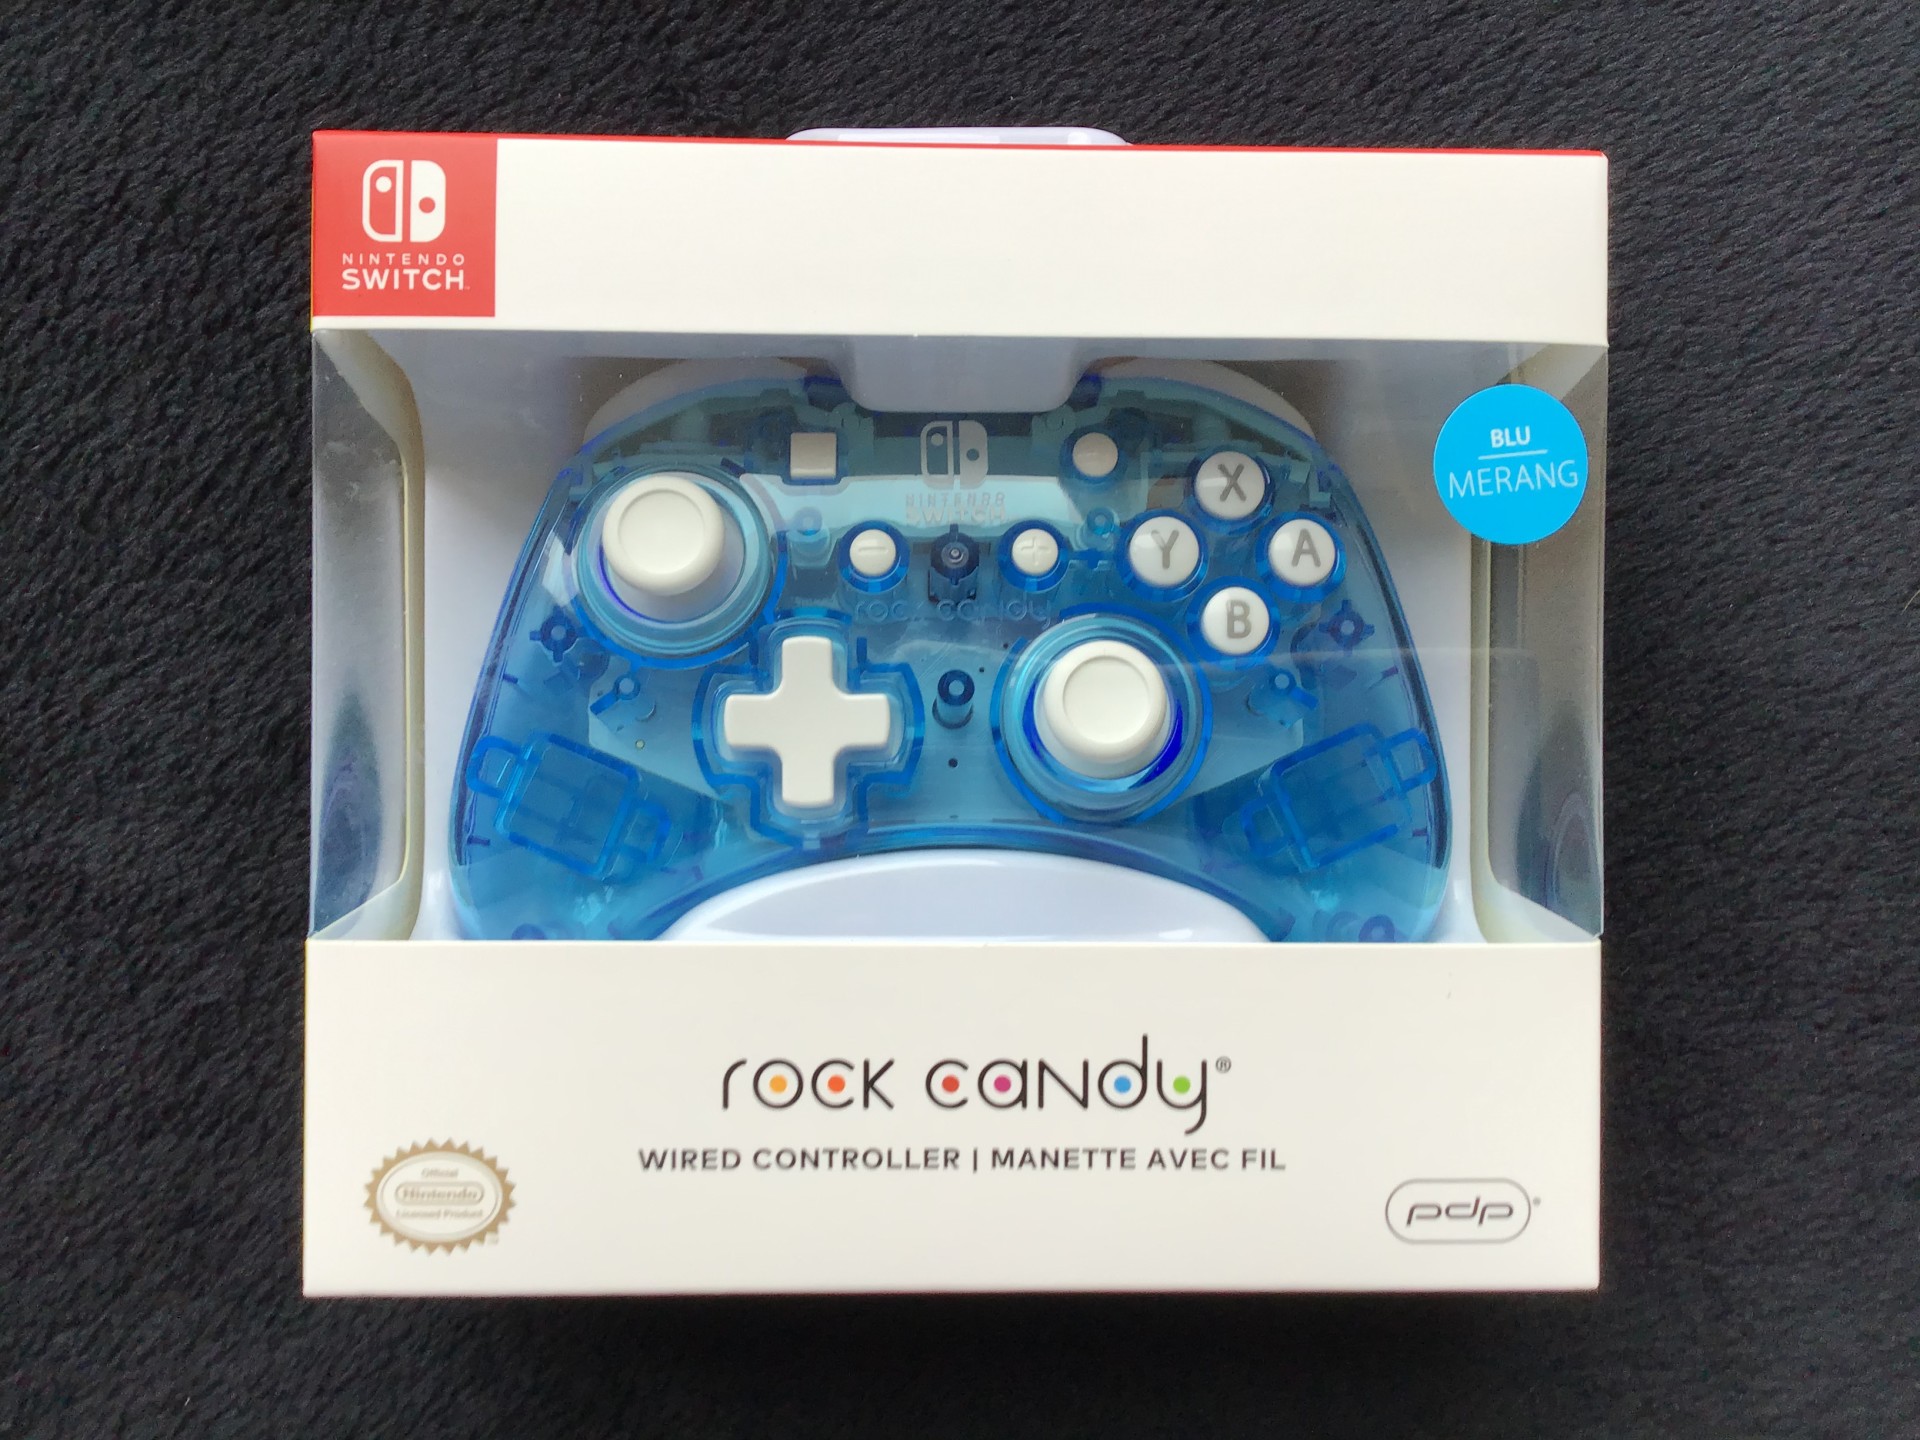 NINTENDO
SWITCH™
BLU
MERANG
NINTENDO
SWITCH
X
Y
A
B
rock candy
rock candy®
WIRED CONTROLLER | MANETTE AVEC FIL
Official
Nintendo
Licensed Product
pdp